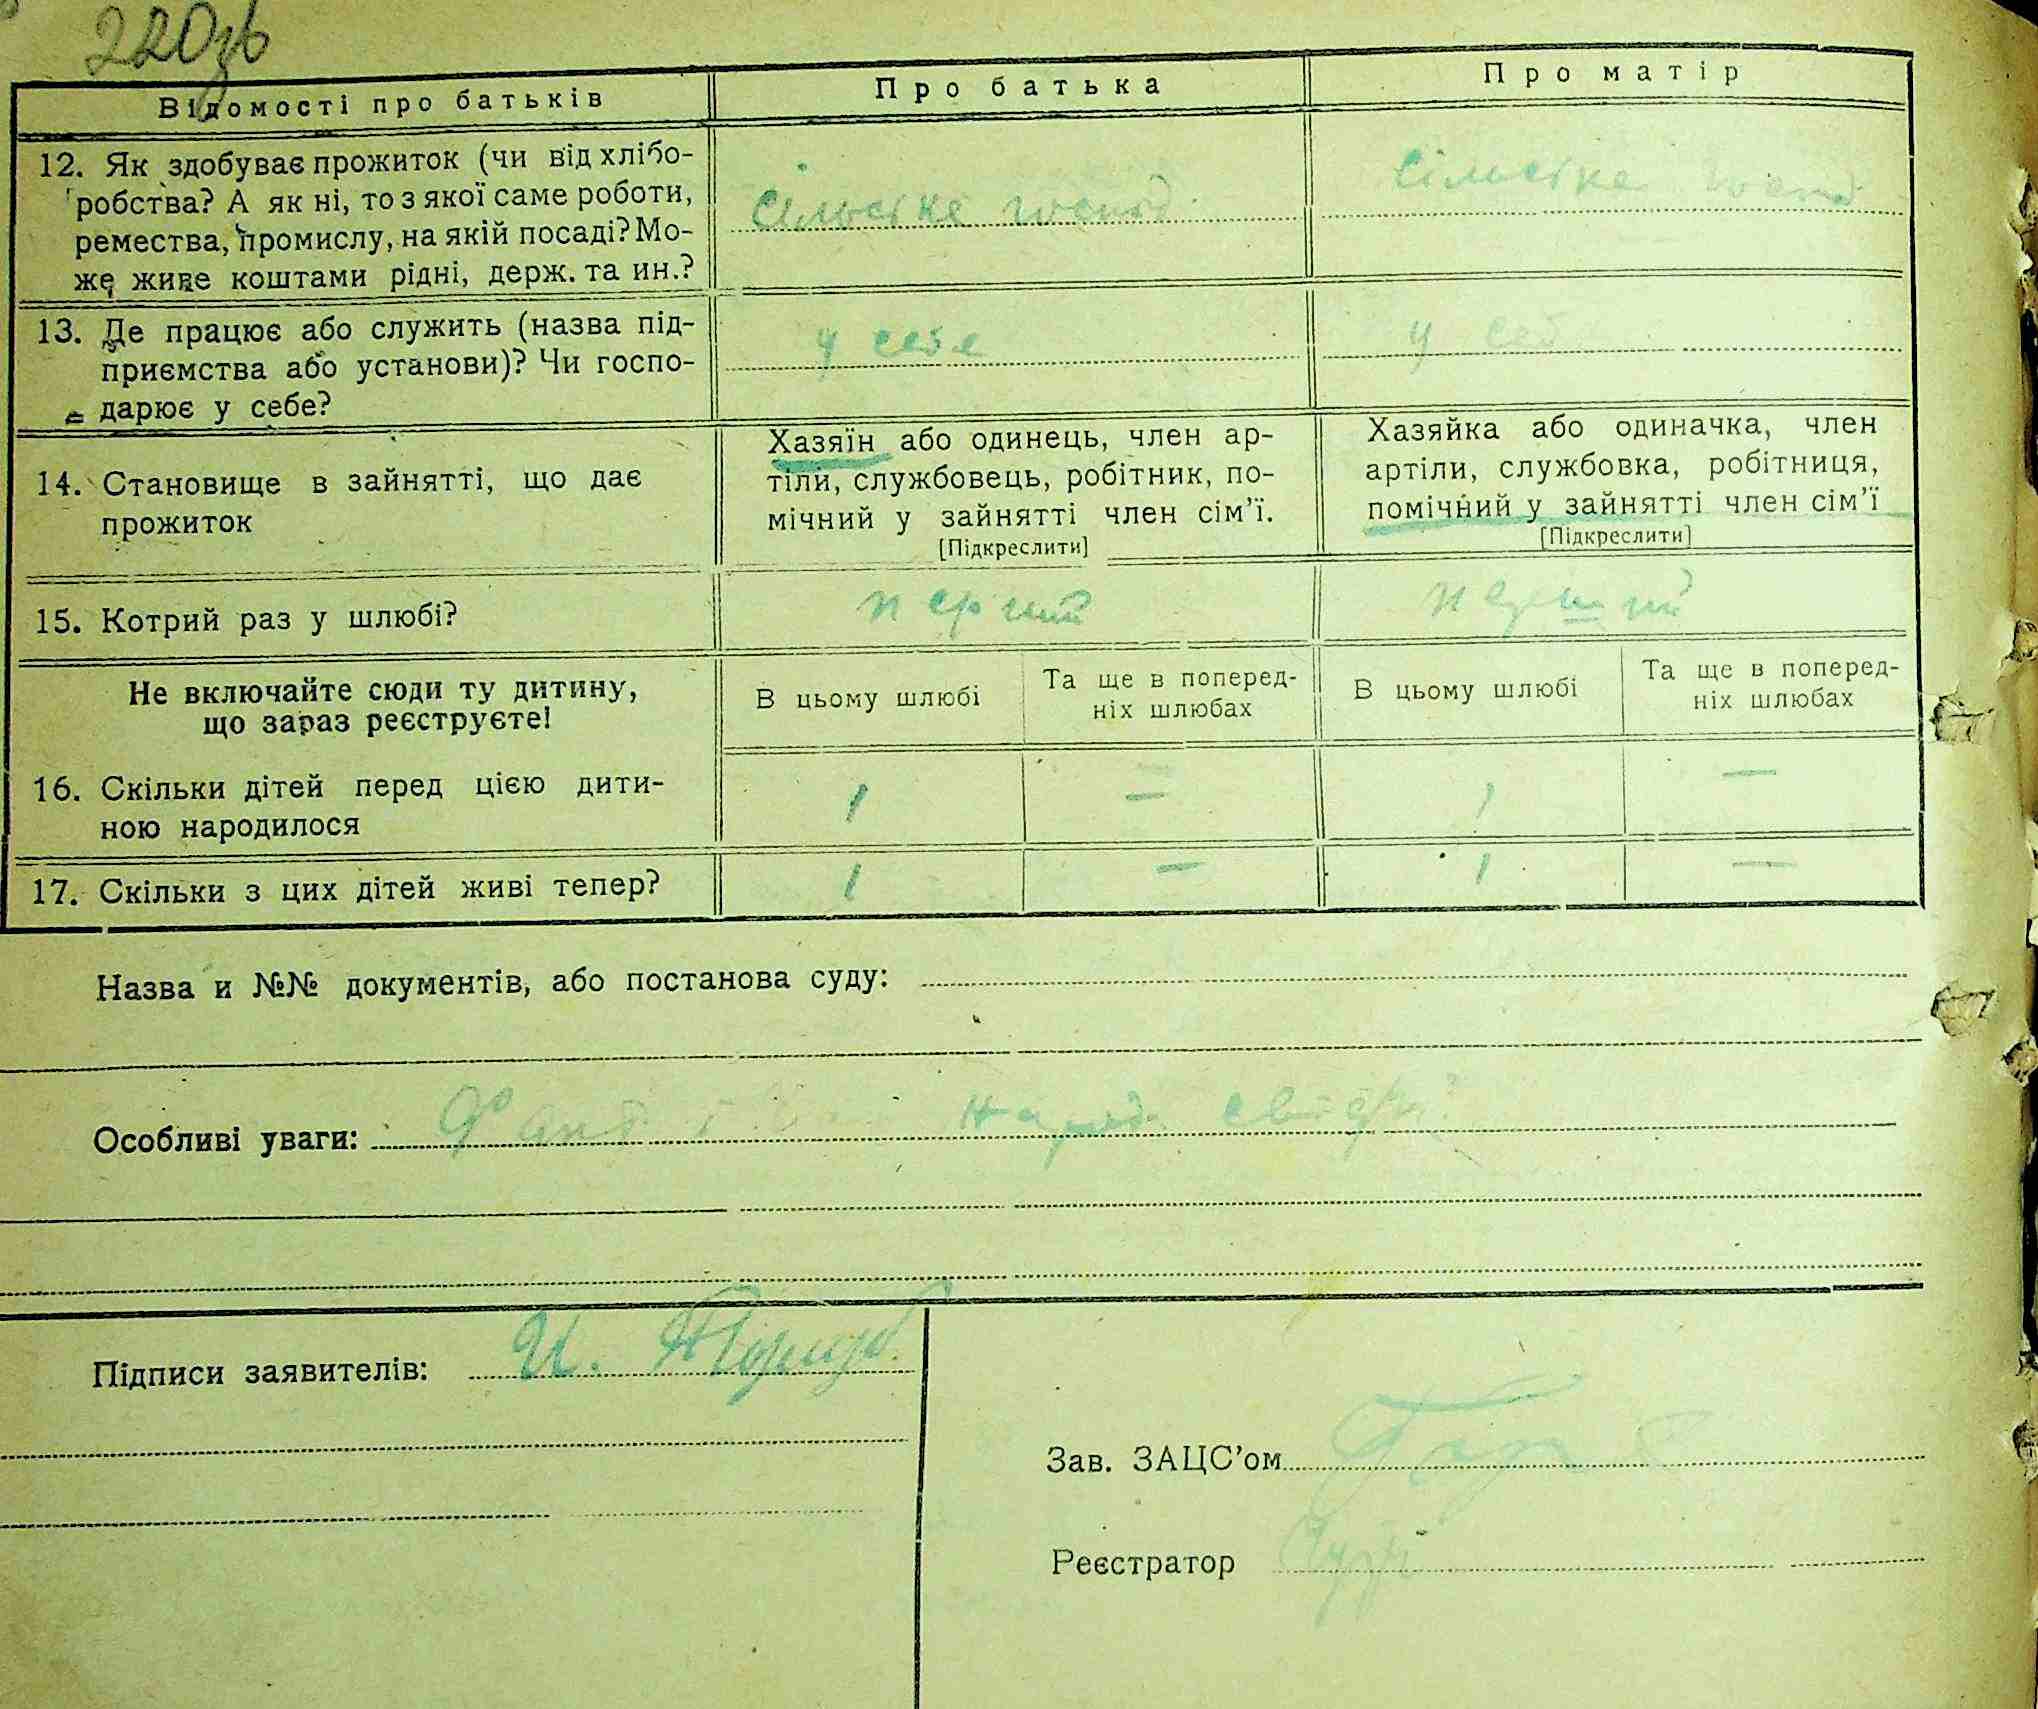 220зв
Відомості про батьків
Про батька
Про матір
12. Як здобуває прожиток (чи від хлібо-
робства? А як ні, то з якої саме роботи,
ремества, промислу, на якій посаді? Мо-
же живе коштами рідні, держ. та ин.?
сільське господ.
сільське господ
13. Де працює або служить (назва під-
приємства або установи)? Чи госпо-
дарює у себе?
у себе
у себ
14. Становище в зайнятті, що дає
прожиток
Хазяїн або одинець, член ар-
тіли, службовець, робітник, по-
мічний у зайнятті член сім'ї.
[Підкреслити]
Хазяйка або одиначка, член
артіли, службовка, робітниця,
помічний у зайнятті член сім'ї
[Підкреслити]
15. Котрий раз у шлюбі?
перший
перший
Не включайте сюди ту дитину,
що зараз реєструєте!
В цьому шлюбі
Та ще в поперед-
ніх шлюбах
В цьому шлюбі
Та ще в поперед-
ніх шлюбах
16. Скільки дітей перед цією дити-
ною народилося
1 — 1 —
17. Скільки з цих дітей живі тепер?
1 — 1 —
Назва и №№ документів, або постанова суду:
Особливі уваги: народ.
Підписи заявителів: И.
Зав. ЗАЦС'ом
Реєстратор